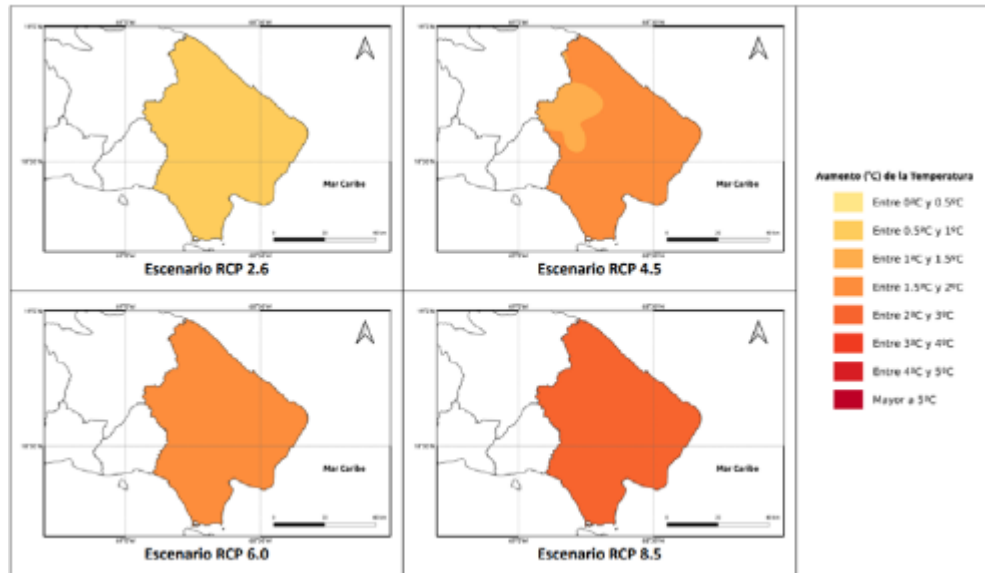 Mar Caribe
Escenario RCP 2.6
Mar Caribe
Escenario RCP 4.5
Aumento (°C) de la Temperatura
Entre 0ºC y 0.5ºC
Entre 0.5ºC y 1ºC
Entre 1ºC y 1.5ºC
Entre 1.5ºC y 2ºC
Entre 2ºC y 3ºC
Entre 3ºC y 4ºC
Entre 4ºC y 5ºC
Mayor a 5ºC
Mar Caribe
Escenario RCP 6.0
Mar Caribe
Escenario RCP 8.5